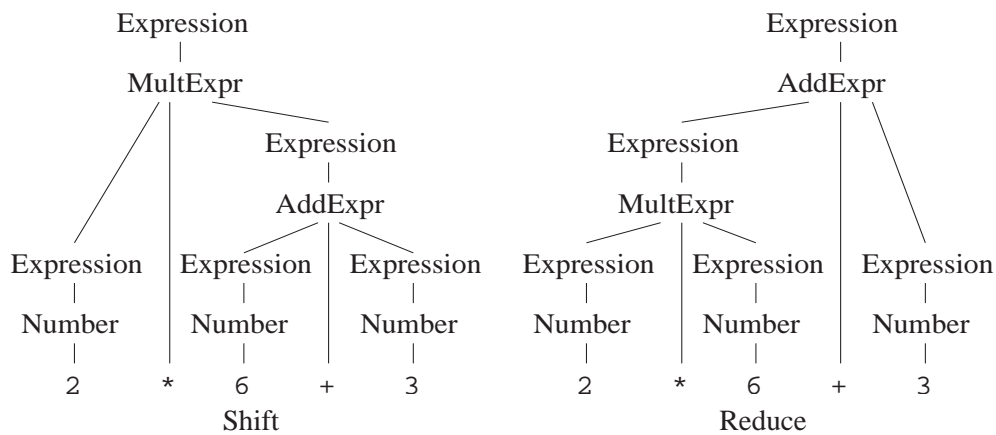 Expression Expression
MultExpr AddExpr
Expression Expression
AddExpr MultExpr
Expression Expression Expression Expression Expression Expression
Number Number Number Number Number Number
2 * 6 + 3 2 * 6 + 3
Shift Reduce